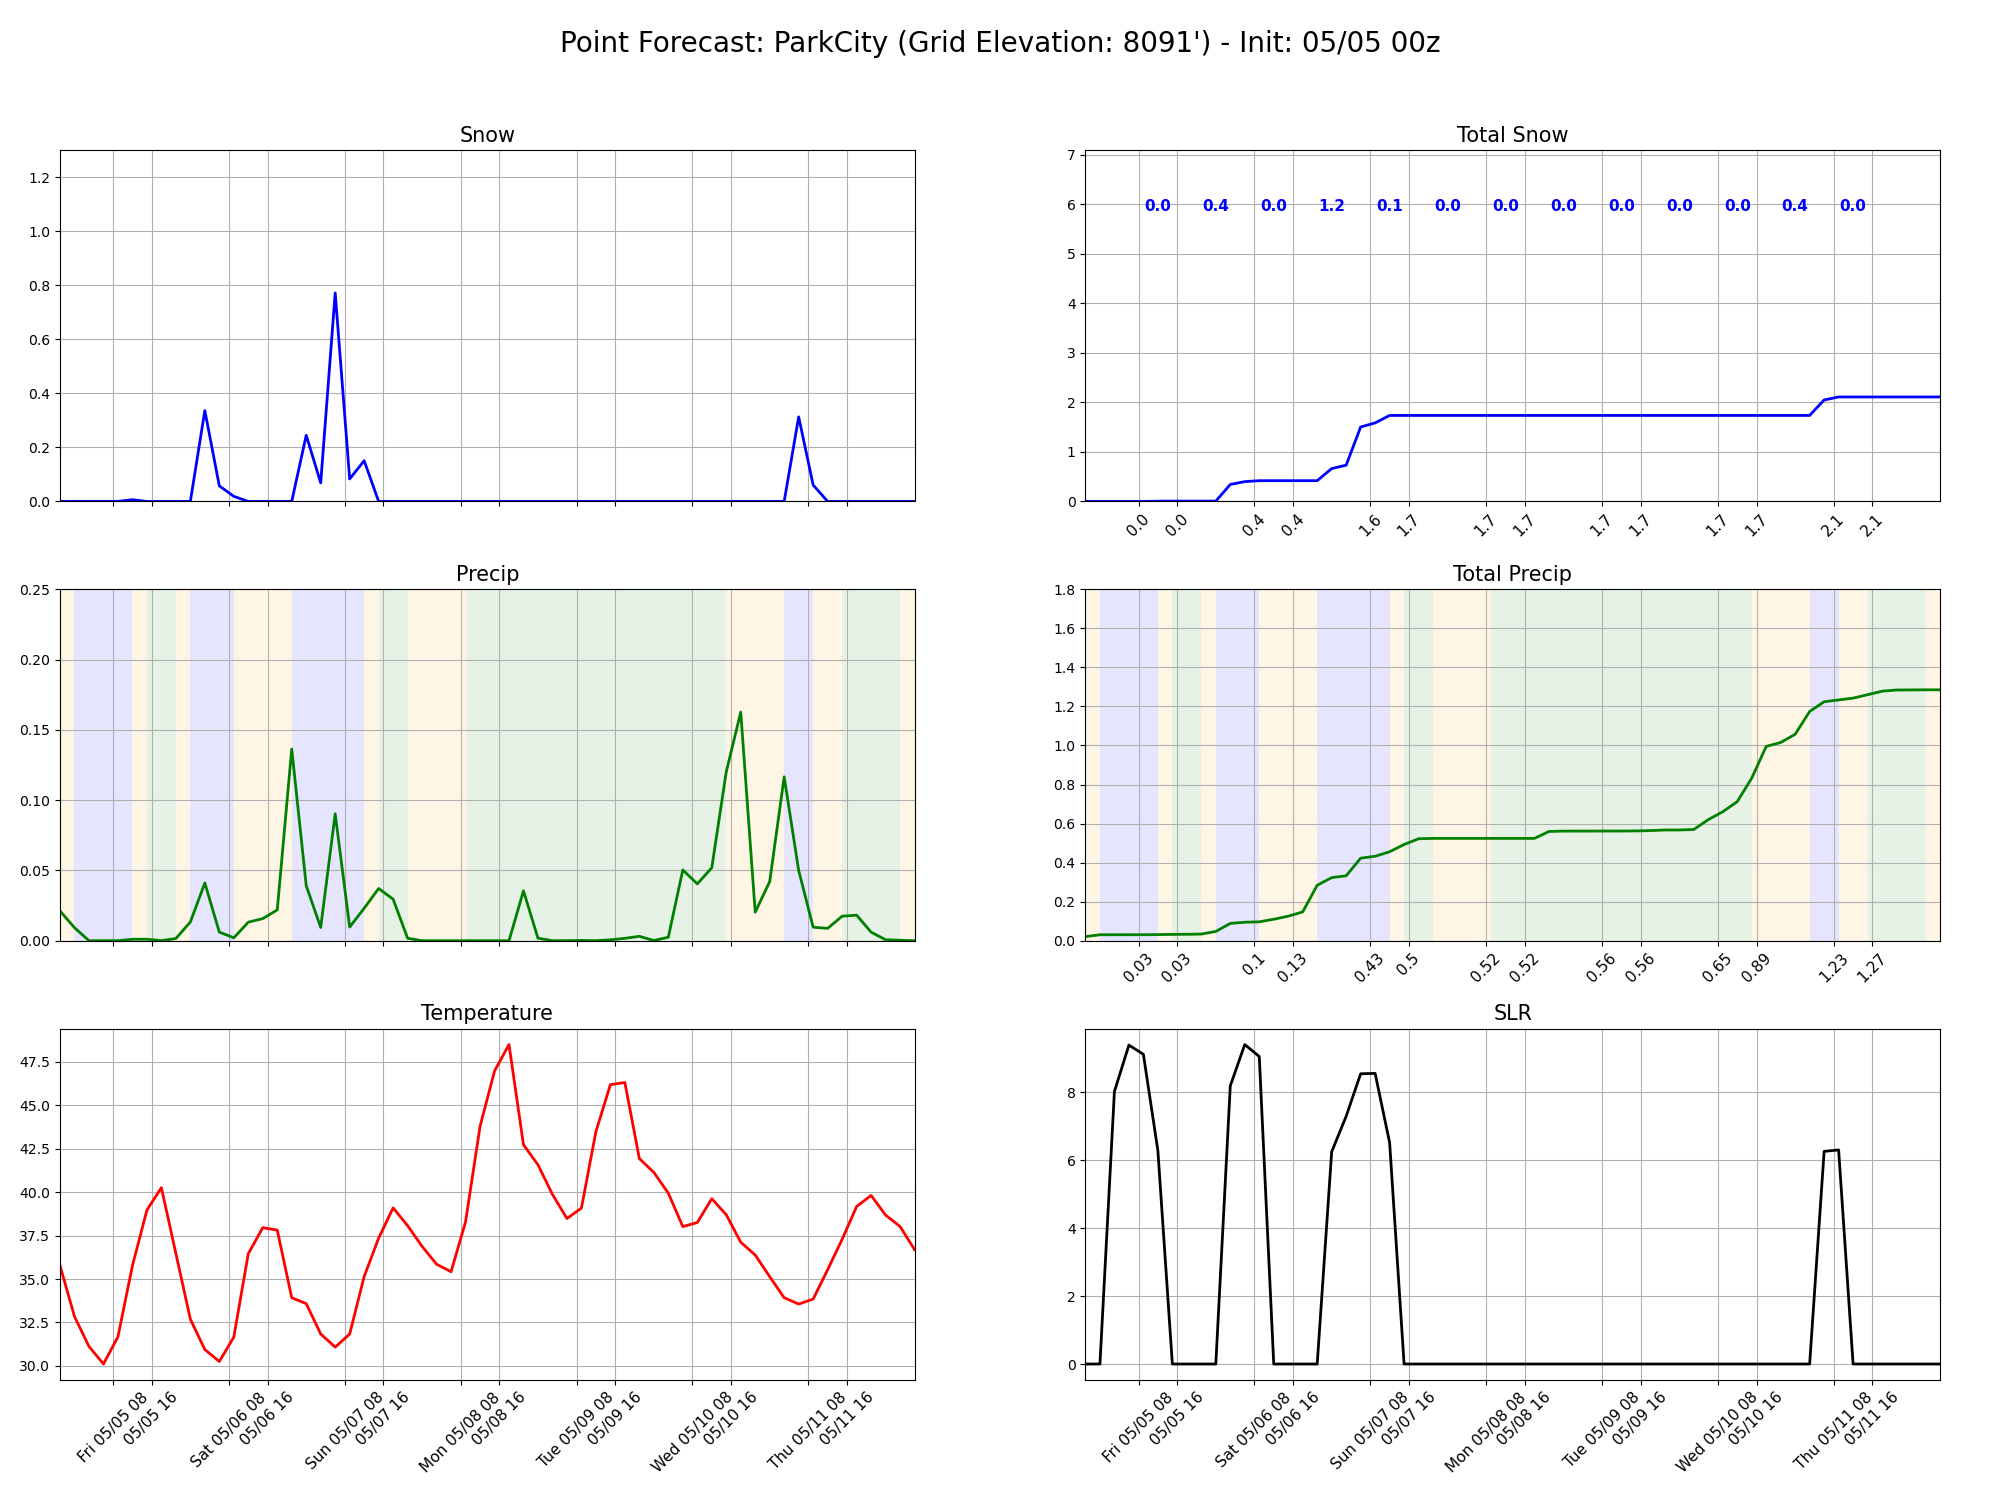 Point Forecast: ParkCity (Grid Elevation: 8091') - Init: 05/05 00z
Snow
1.2
1.0
0.8
0.6
0.4
0.2
0.0
Total Snow
7
6
5
4
3
2
1
0
0.0 0.4 0.0 1.2 0.1 0.0 0.0 0.0 0.0 0.0 0.0 0.4 0.0
0.0 0.0 0.4 0.4 1.6 1.7 1.7 1.7 1.7 1.7 1.7 1.7 2.1 2.1
Precip
0.25
0.20
0.15
0.10
0.05
0.00
Total Precip
1.8
1.6
1.4
1.2
1.0
0.8
0.6
0.4
0.2
0.0
0.03 0.03 0.1 0.13 0.43 0.5 0.52 0.52 0.56 0.56 0.65 0.89 1.23 1.27
Temperature
47.5
45.0
42.5
40.0
37.5
35.0
32.5
30.0
Fri 05/05 08
05/05 16
Sat 05/06 08
05/06 16
Sun 05/07 08
05/07 16
Mon 05/08 08
05/08 16
Tue 05/09 08
05/09 16
Wed 05/10 08
05/10 16
Thu 05/11 08
05/11 16
SLR
8
6
4
2
0
Fri 05/05 08
05/05 16
Sat 05/06 08
05/06 16
Sun 05/07 08
05/07 16
Mon 05/08 08
05/08 16
Tue 05/09 08
05/09 16
Wed 05/10 08
05/10 16
Thu 05/11 08
05/11 16